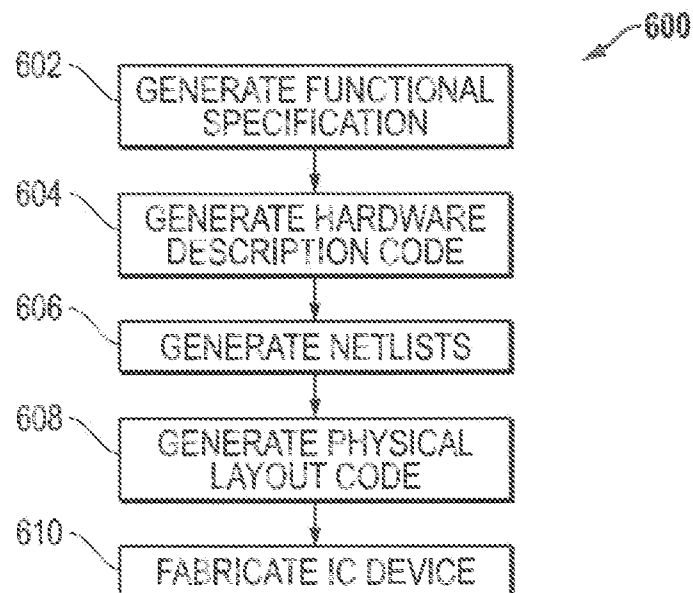 600
602
GENERATE FUNCTIONAL
SPECIFICATION
604
GENERATE HARDWARE
DESCRIPTION CODE
606
GENERATE NETLISTS
608
GENERATE PHYSICAL
LAYOUT CODE
610
FABRICATE IC DEVICE